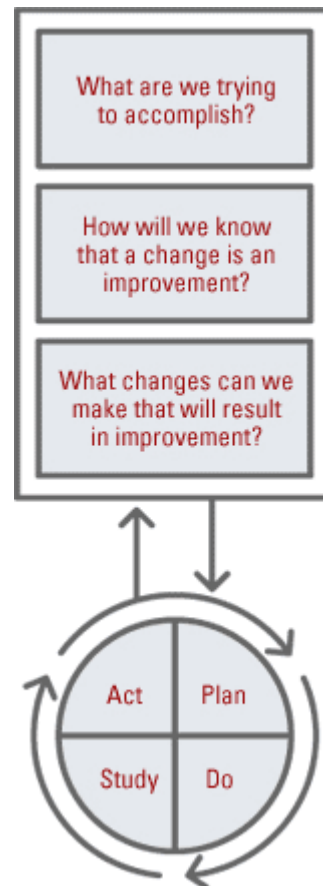 What are we trying
to accomplish?
How will we know
that a change is an
improvement?
What changes can we
make that will result
in improvement?
Act
Plan
Study
Do